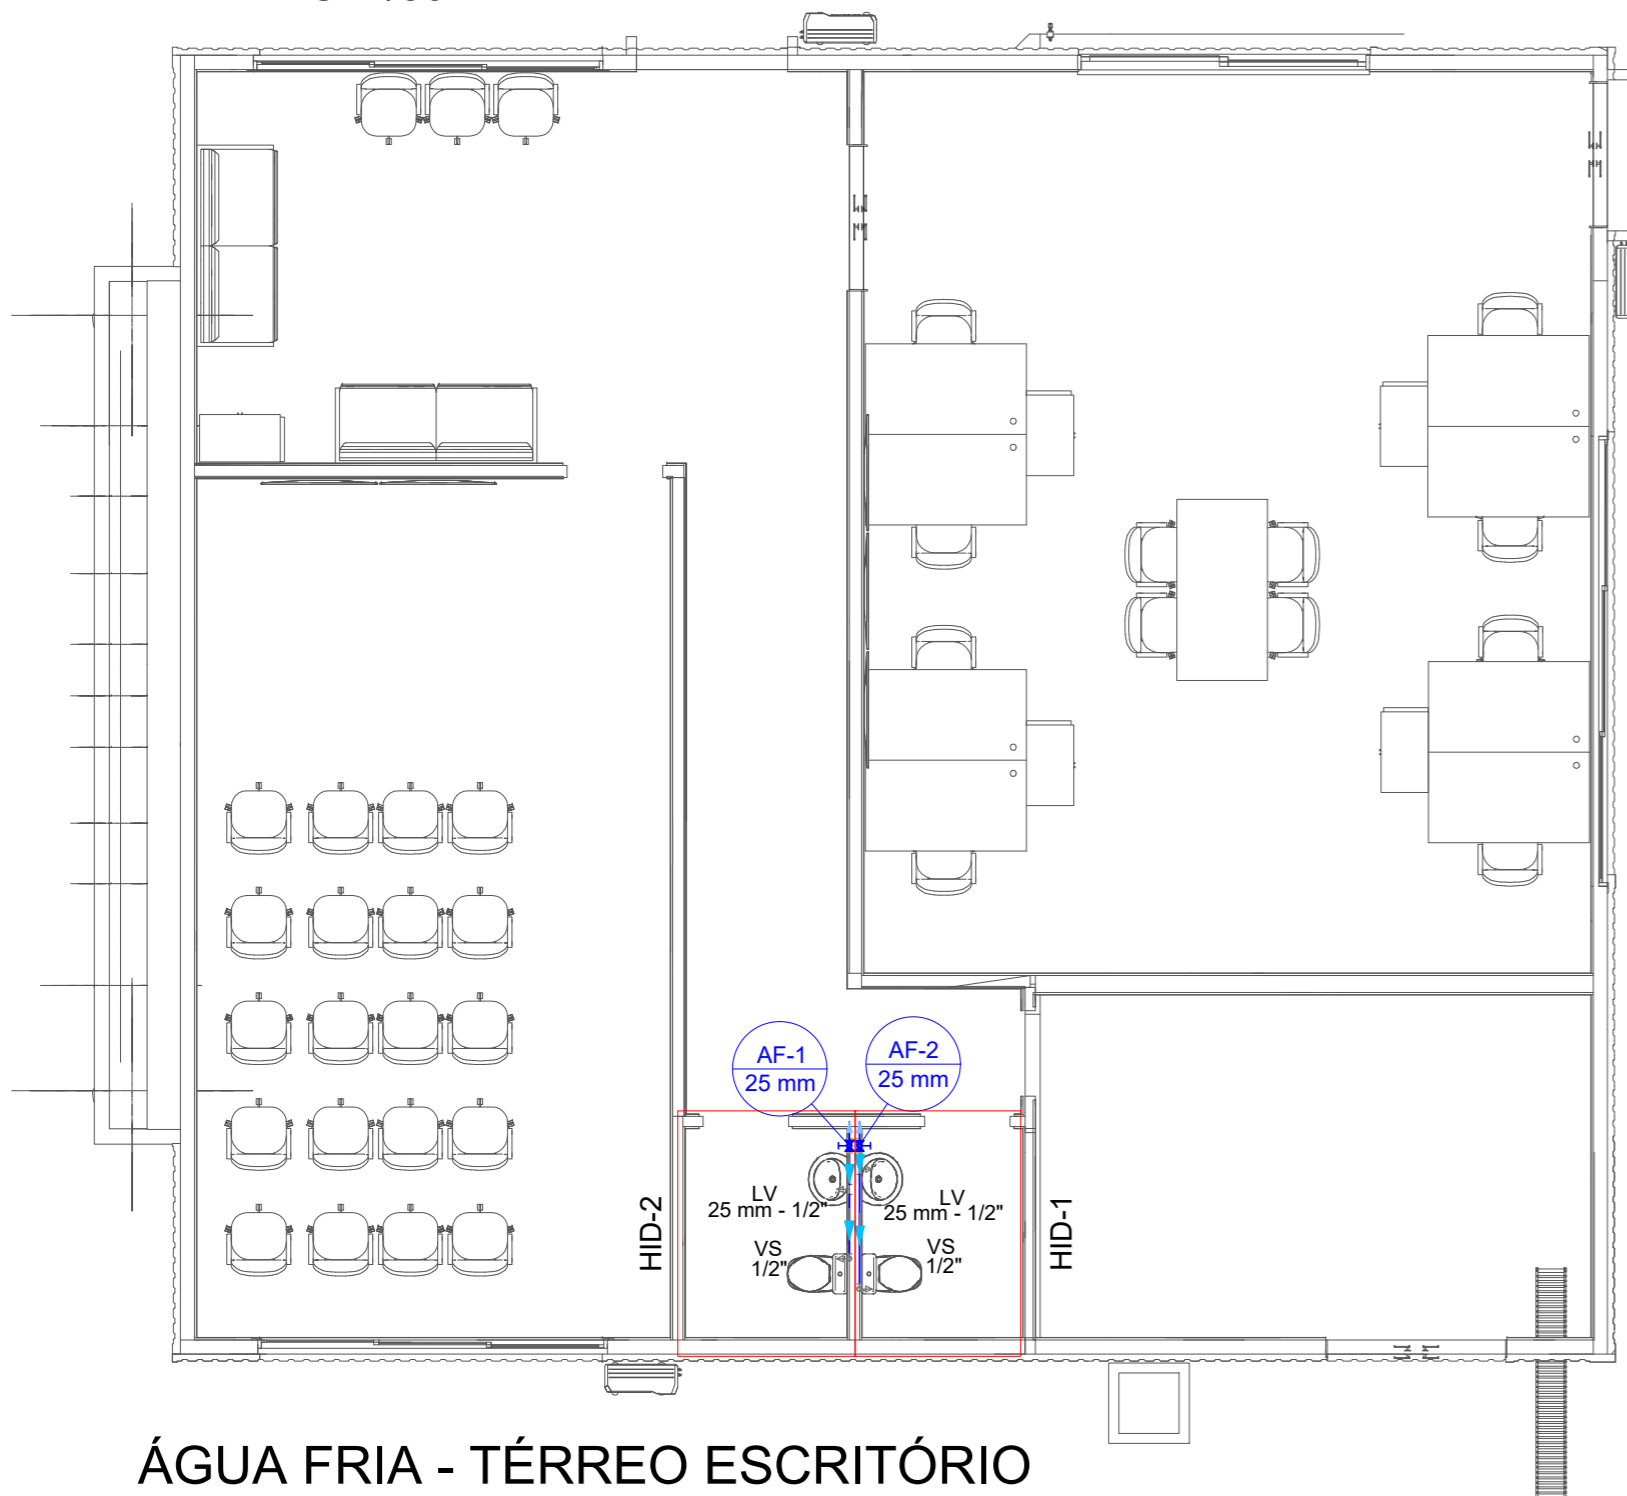 AF-1
25 mm
AF-2
25 mm
LV
25 mm - 1/2"
LV
25 mm - 1/2"
VS
1/2"
VS
1/2"
HID-2
HID-1
ÁGUA FRIA - TÉRREO ESCRITÓRIO